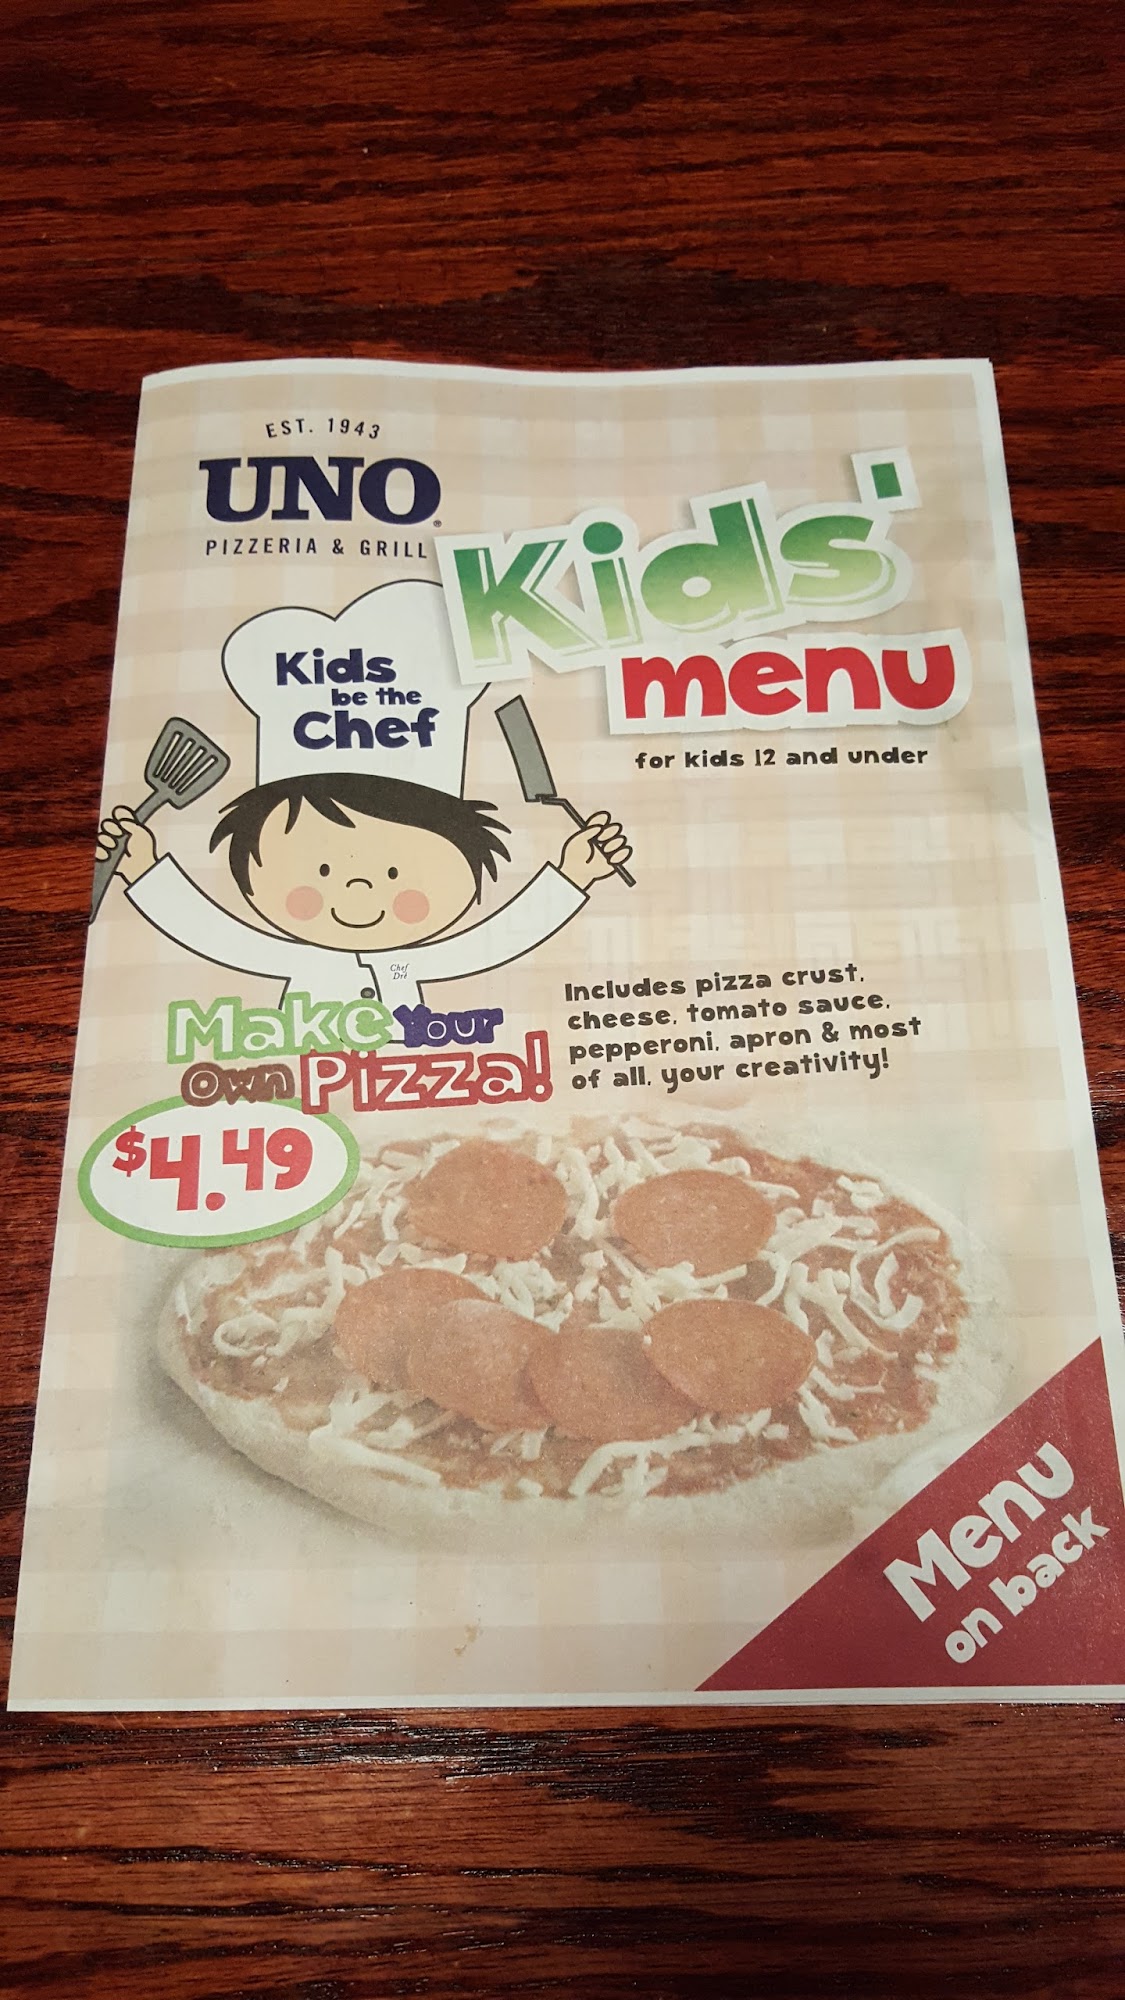 EST. 1943
UNO
PIZZERIA & GRILL
Kids'
menu
for kids 12 and under
Kids
be the
Chef
Chef
Dré
Make Your
Own Pizza!
$4.49
Includes pizza crust,
cheese, tomato sauce,
pepperoni, apron & most
of all, your creativity!
Menu
on back